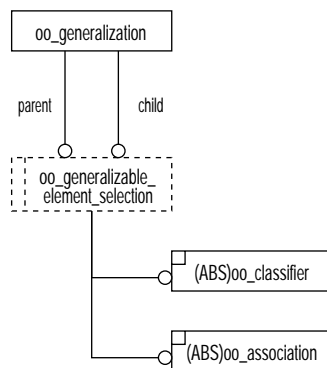 oo_generalization
parent
child
oo_generalizable_
element_selection
(ABS)oo_classifier
(ABS)oo_association